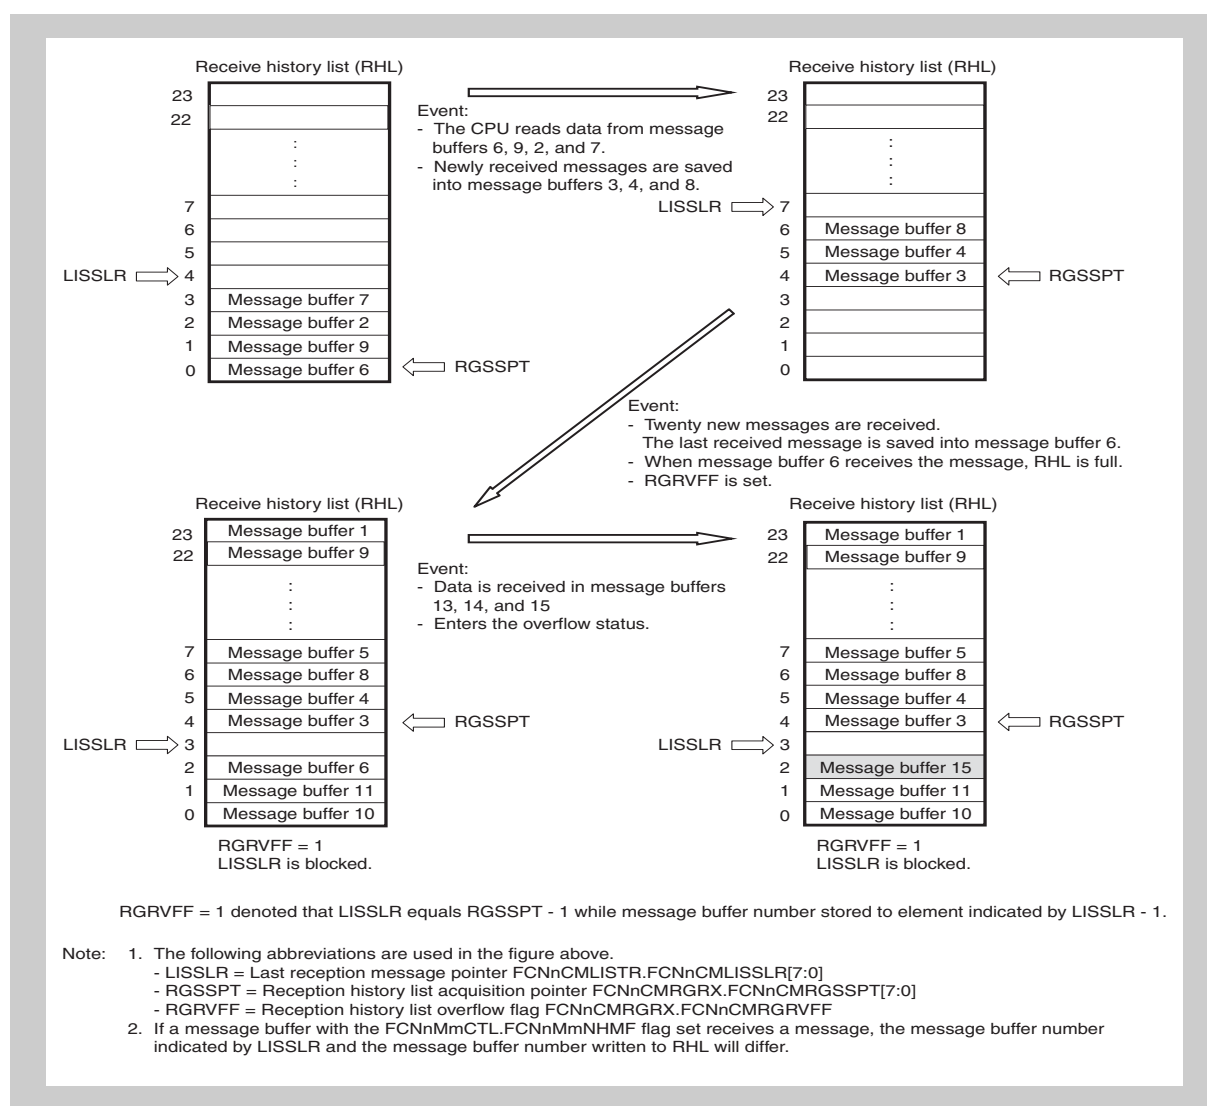 Receive history list (RHL)
23
22
:
:
:
7
6
5
LISSLR 4
3 Message buffer 7
2 Message buffer 2
1 Message buffer 9
0 Message buffer 6 RGSSPT
Event:
- The CPU reads data from message
buffers 6, 9, 2, and 7.
- Newly received messages are saved
into message buffers 3, 4, and 8.
Receive history list (RHL)
23
22
:
:
:
LISSLR 7
6 Message buffer 8
5 Message buffer 4
4 Message buffer 3 RGSSPT
3
2
1
0
Event:
- Twenty new messages are received.
The last received message is saved into message buffer 6.
- When message buffer 6 receives the message, RHL is full.
- RGRVFF is set.
Receive history list (RHL)
23 Message buffer 1
22 Message buffer 9
:
:
:
7 Message buffer 5
6 Message buffer 8
5 Message buffer 4
4 Message buffer 3 RGSSPT
LISSLR 3
2 Message buffer 6
1 Message buffer 11
0 Message buffer 10
RGRVFF = 1
LISSLR is blocked.
Event:
- Data is received in message buffers
13, 14, and 15
- Enters the overflow status.
Receive history list (RHL)
23 Message buffer 1
22 Message buffer 9
:
:
:
7 Message buffer 5
6 Message buffer 8
5 Message buffer 4
4 Message buffer 3 RGSSPT
LISSLR 3
2 Message buffer 15
1 Message buffer 11
0 Message buffer 10
RGRVFF = 1
LISSLR is blocked.
RGRVFF = 1 denoted that LISSLR equals RGSSPT - 1 while message buffer number stored to element indicated by LISSLR - 1.
Note: 1. The following abbreviations are used in the figure above.
- LISSLR = Last reception message pointer FCNnCMLISTR.FCNnCMLISSLR[7:0]
- RGSSPT = Reception history list acquisition pointer FCNnCMRGRX.FCNnCMRGSSPT[7:0]
- RGRVFF = Reception history list overflow flag FCNnCMRGRX.FCNnCMRGRVFF
2. If a message buffer with the FCNnMmCTL.FCNnMmNHMF flag set receives a message, the message buffer number
indicated by LISSLR and the message buffer number written to RHL will differ.